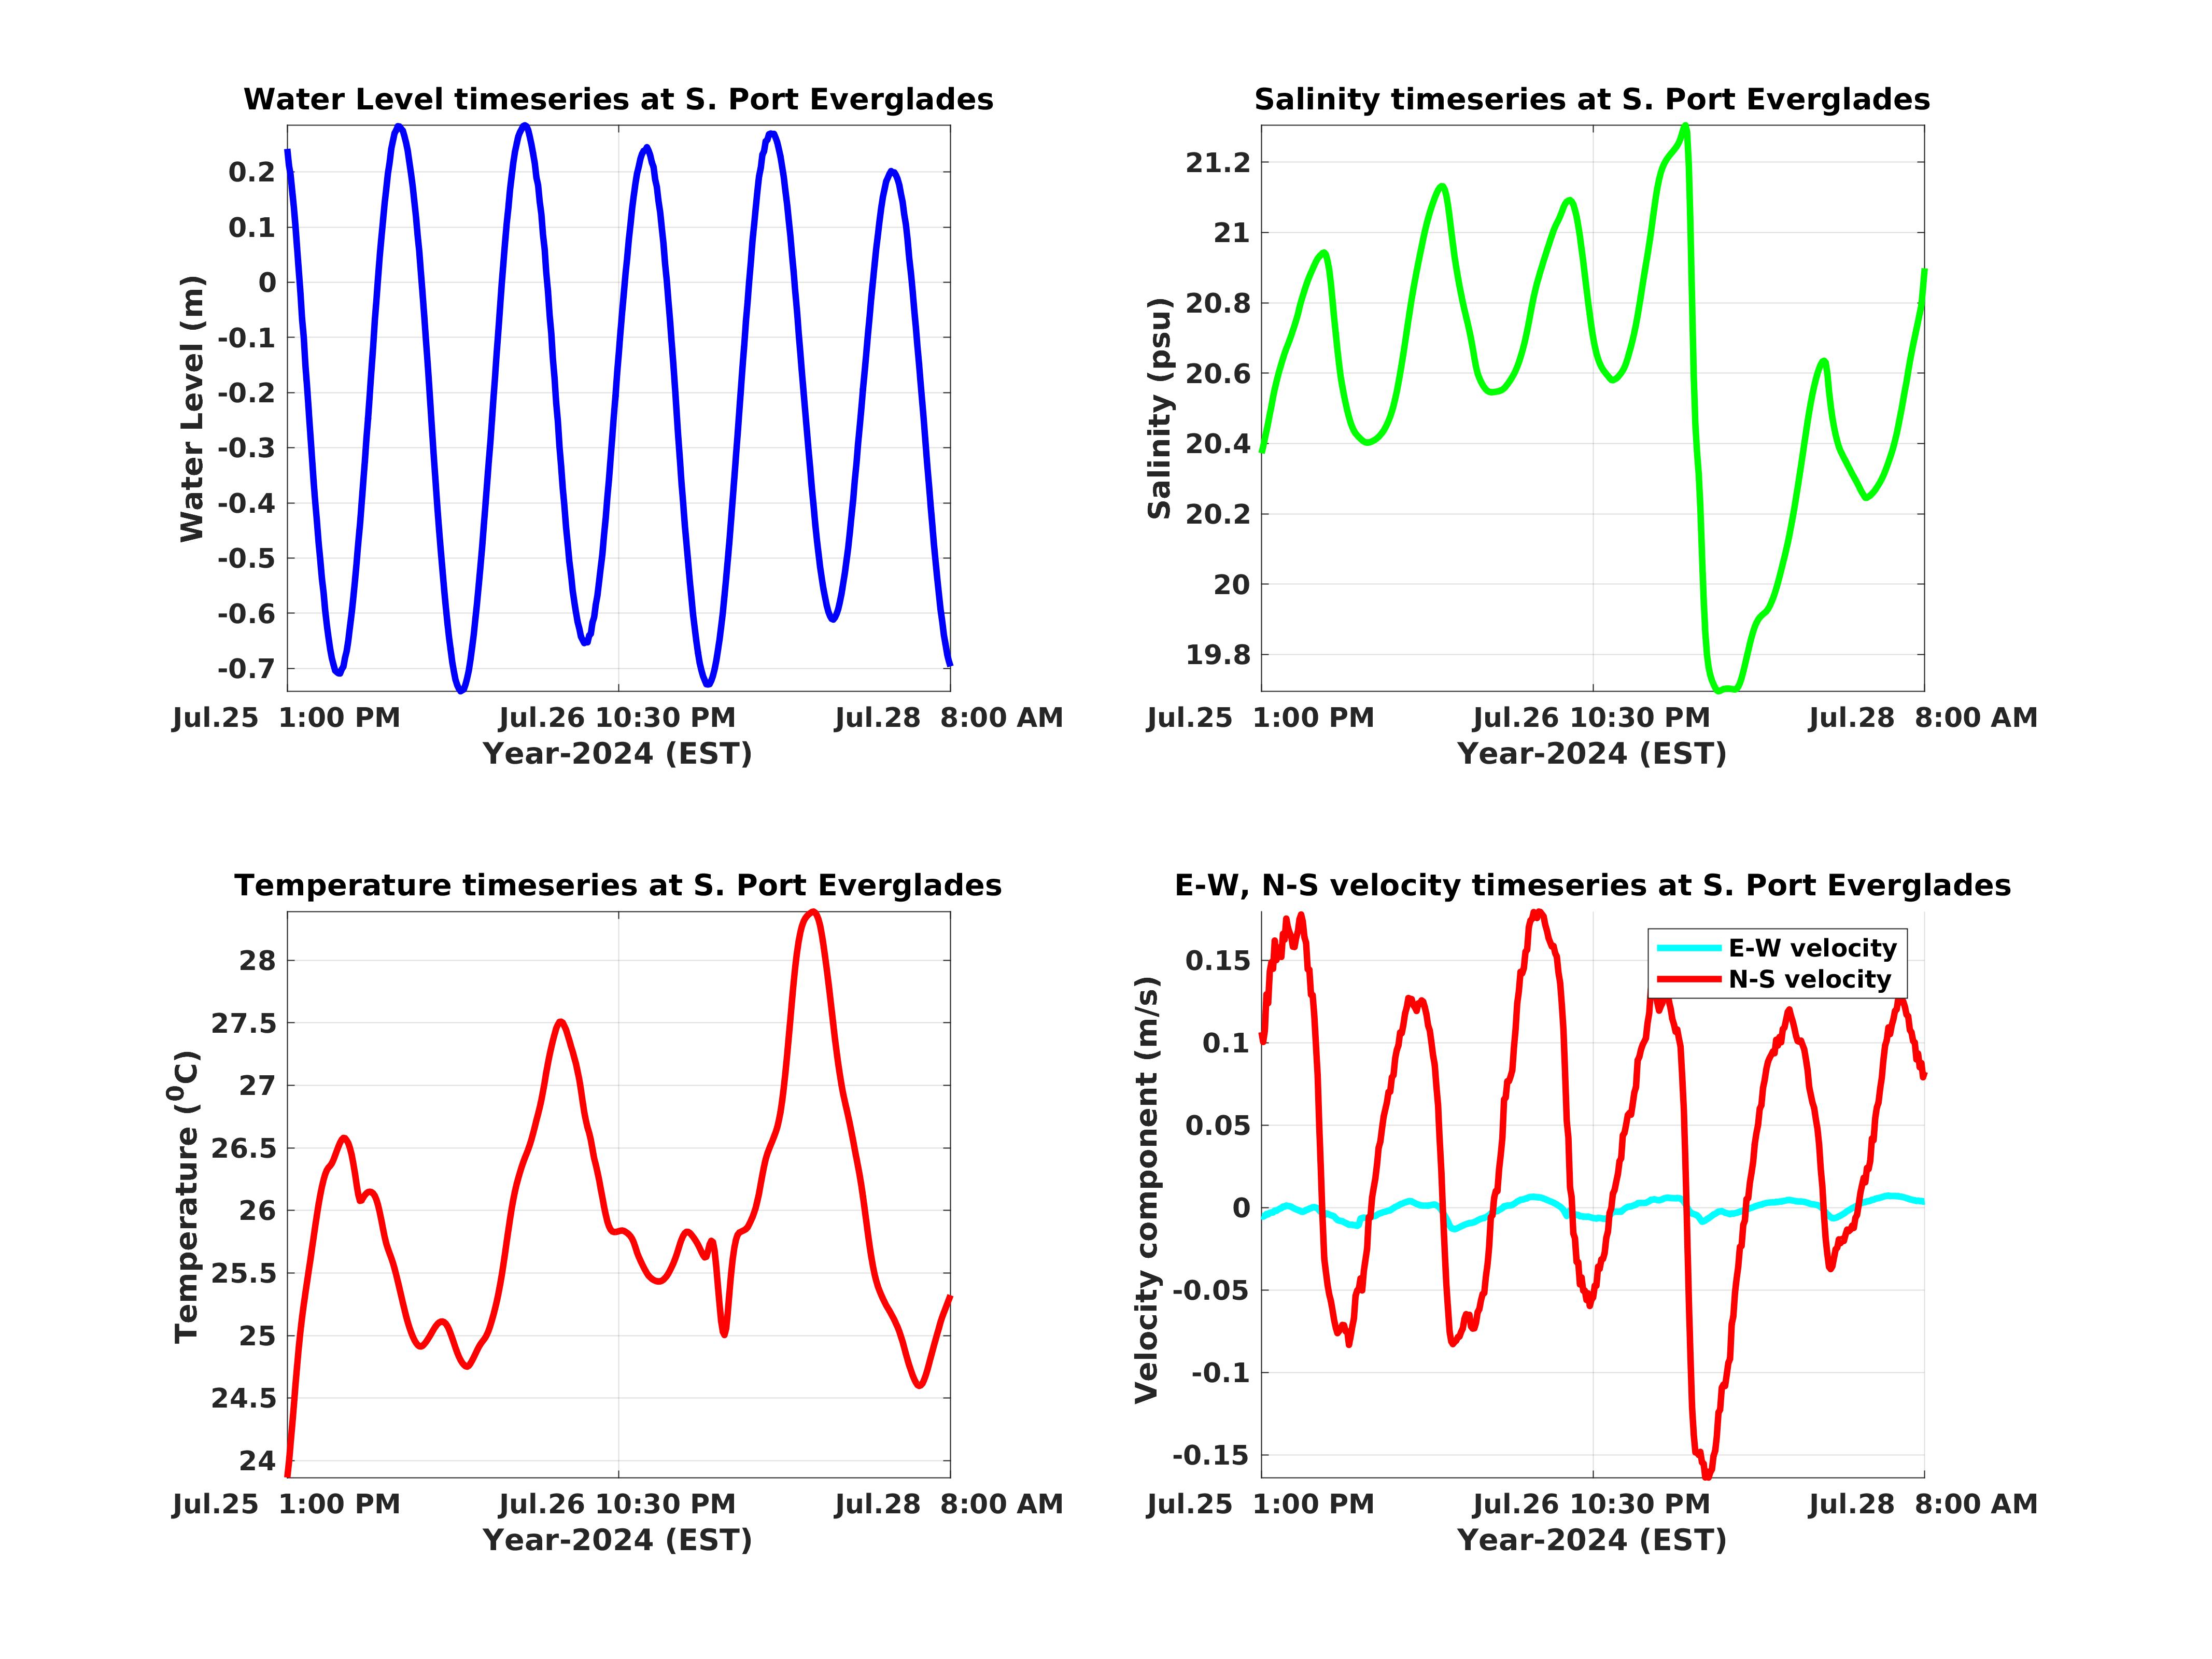 Water Level timeseries at S. Port Everglades
Water Level (m)
0.2
0.1
0
-0.1
-0.2
-0.3
-0.4
-0.5
-0.6
-0.7
Jul.25 1:00 PM Jul.26 10:30 PM Jul.28 8:00 AM
Year-2024 (EST)
Salinity timeseries at S. Port Everglades
Salinity (psu)
21.2
21
20.8
20.6
20.4
20.2
20
19.8
Jul.25 1:00 PM Jul.26 10:30 PM Jul.28 8:00 AM
Year-2024 (EST)
Temperature timeseries at S. Port Everglades
Temperature (⁰C)
28
27.5
27
26.5
26
25.5
25
24.5
24
Jul.25 1:00 PM Jul.26 10:30 PM Jul.28 8:00 AM
Year-2024 (EST)
E-W, N-S velocity timeseries at S. Port Everglades
Velocity component (m/s)
0.15
0.1
0.05
0
-0.05
-0.1
-0.15
E-W velocity
N-S velocity
Jul.25 1:00 PM Jul.26 10:30 PM Jul.28 8:00 AM
Year-2024 (EST)